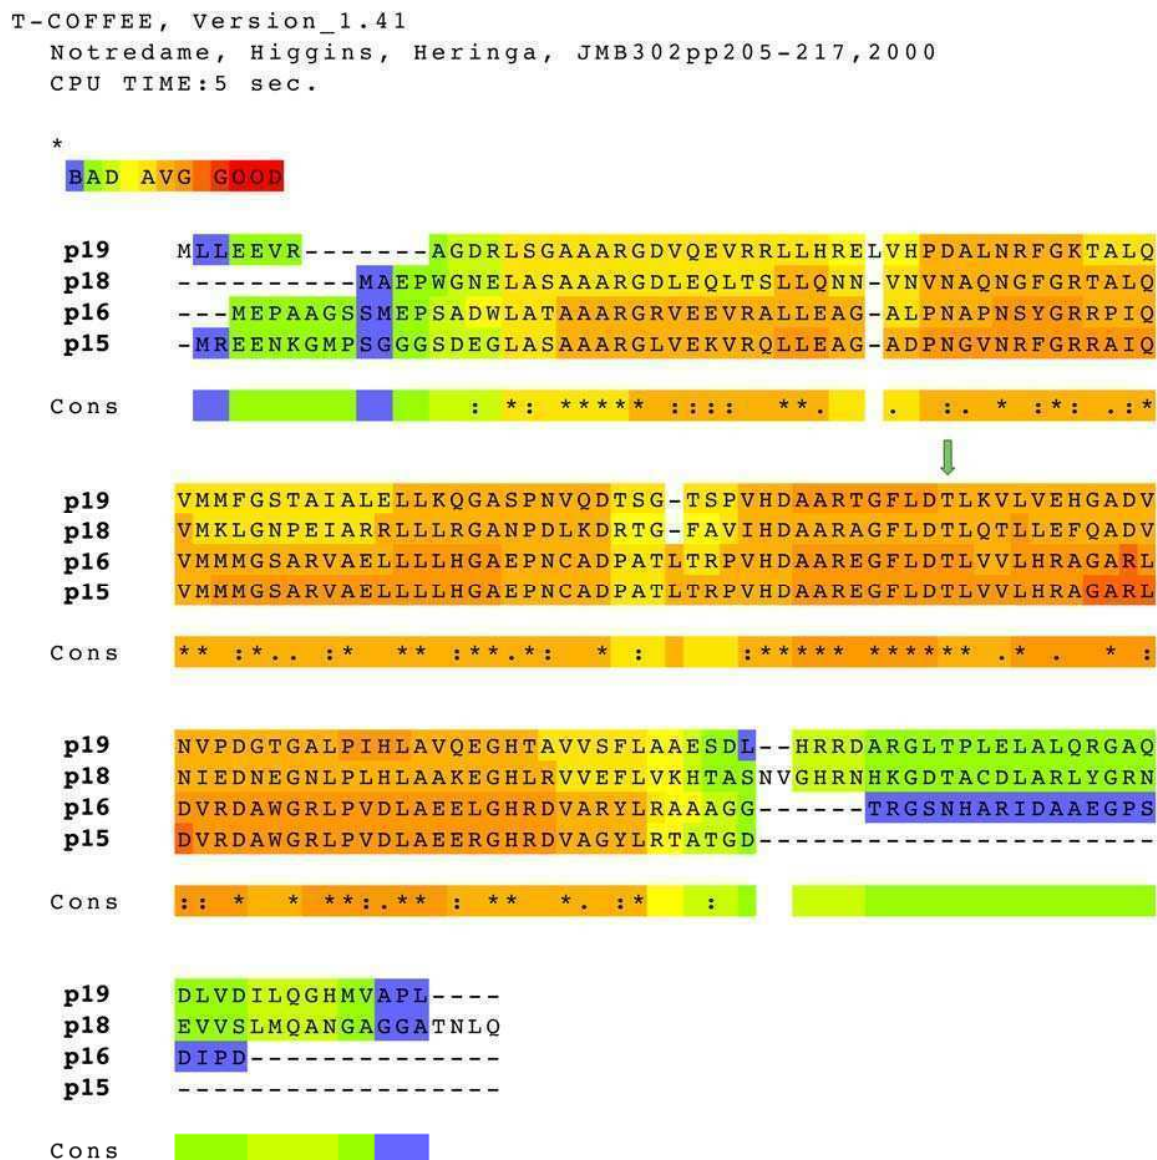 T-COFFEE, Version_1.41
Notredame, Higgins, Heringa, JMB302pp205-217,2000
CPU TIME:5 sec.
*
BAD AVG GOOD
p19 MLLEEVR-------AGDRLSGAAARGDVQEVRRLLHRELVHPDALNRFGKTALQ
p18 ----------MAEPWGNELASAAARGDLEQLTSLLQNN-VNVNAQNGFGRTALQ
p16 ---MEPAAGSSMEPSADWLATAAARGRVEEVRALLEAG-ALPNAPNSYGRRPIQ
p15 -MREENKGMPSGGGSDEGLASAAARGLVEKVRQLLEAG-ADPNGVNRFGRRAIQ
Cons : *: ***** :::: **. . :. * :*: .:*
p19 VMMFGSTAIALELLKQGASPNVQDTSG-TSPVHDAARTGFLDTLKVLVEHGADV
p18 VMKLGNPEIARRLLLRGANPDLKDRTG-FAVIHDAARAGFLDTLQTLLEFQADV
p16 VMMMGSARVAELLLLHGAEPNCADPATLTRPVHDAAREGFLDTLVVLHRAGARL
p15 VMMMGSARVAELLLLHGAEPNCADPATLTRPVHDAAREGFLDTLVVLHRAGARL
Cons ** :*.. :* ** :**.*: * : :***** ****** .* . * :
p19 NVPDGTGALPIHLAVQEGHTAVVSFLAAESDL--HRRDARGLTPLELALQRGAQ
p18 NIEDNEGNLPLHLAAKEGHLRVVEFLVKHTASNVGHRNHKGDTACDLARLYGRN
p16 DVRDAWGRLPVDLAEELGHRDVARYLRAAAGG------TRGSNHARIDAAEGPS
p15 DVRDAWGRLPVDLAEERGHRDVAGYLRTATGD----------------------
Cons :: * * **:.** : ** *. :* :
p19 DLVDILQGHMVAPL----
p18 EVVSLMQANGAGGATNLQ
p16 DIPD--------------
p15 ------------------
Cons